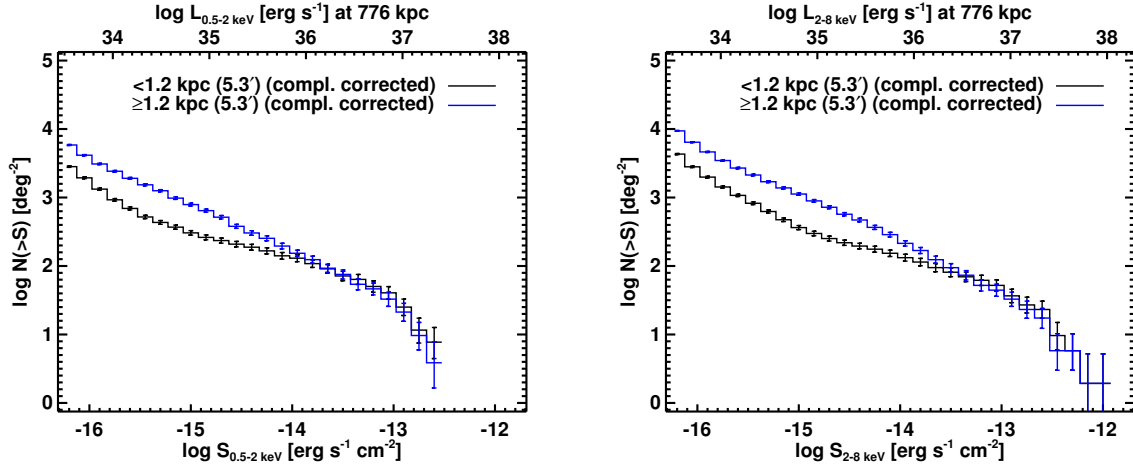 log L0.5-2 keV [erg s-1] at 776 kpc
34 35 36 37 38
<1.2 kpc (5.3′) (compl. corrected)
≥1.2 kpc (5.3′) (compl. corrected)
log N(>S) [deg-2]
5
4
3
2
1
0
-16 -15 -14 -13 -12
log S0.5-2 keV [erg s-1 cm-2]
log L2-8 keV [erg s-1] at 776 kpc
34 35 36 37 38
<1.2 kpc (5.3′) (compl. corrected)
≥1.2 kpc (5.3′) (compl. corrected)
log N(>S) [deg-2]
5
4
3
2
1
0
-16 -15 -14 -13 -12
log S2-8 keV [erg s-1 cm-2]